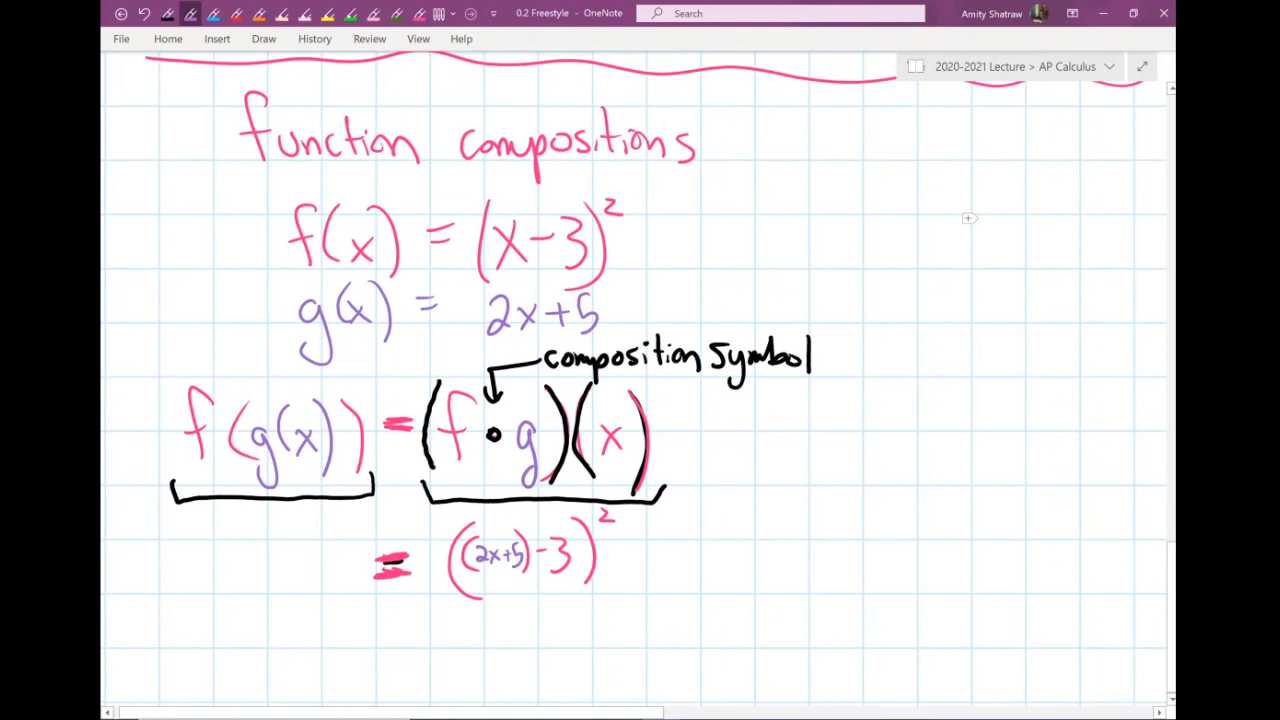 0.2 Freestyle - OneNote
Search
Amity Shatraw
File Home Insert Draw History Review View Help
2020-2021 Lecture > AP Calculus
function compositions
f(x) = (x-3)²
g(x) = 2x+5
composition symbol
f(g(x)) = (f • g)(x)
= ((2x+5)-3)²